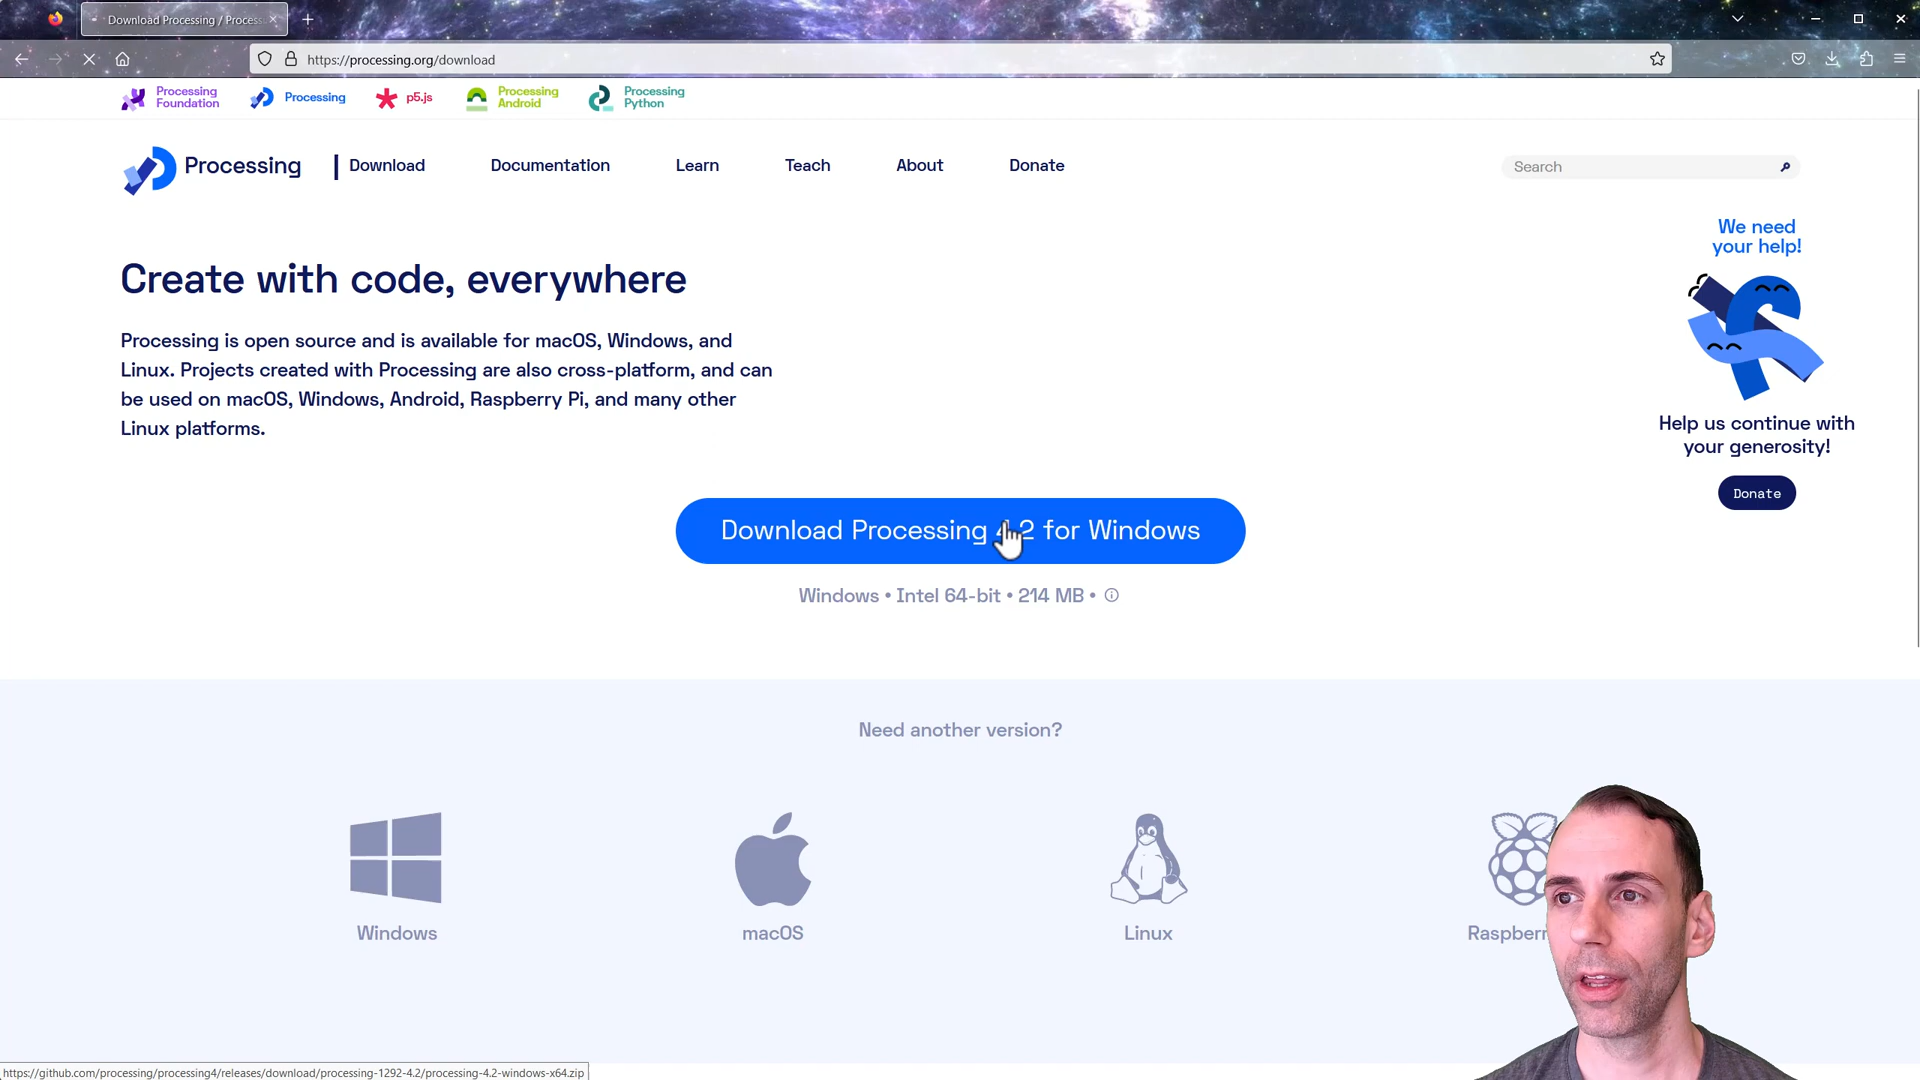 Download Processing / Process
https://processing.org/download
Processing Foundation
Processing
p5.js
Processing Android
Processing Python
Processing
Download
Documentation
Learn
Teach
About
Donate
Search
We need
your help!
Create with code, everywhere
Processing is open source and is available for macOS, Windows, and
Linux. Projects created with Processing are also cross-platform, and can
be used on macOS, Windows, Android, Raspberry Pi, and many other
Linux platforms.
Help us continue with
your generosity!
Donate
Download Processing 4.2 for Windows
Windows • Intel 64-bit • 214 MB •
Need another version?
Windows
macOS
Linux
Raspberr
https://github.com/processing/processing4/releases/download/processing-1292-4.2/processing-4.2-windows-x64.zip